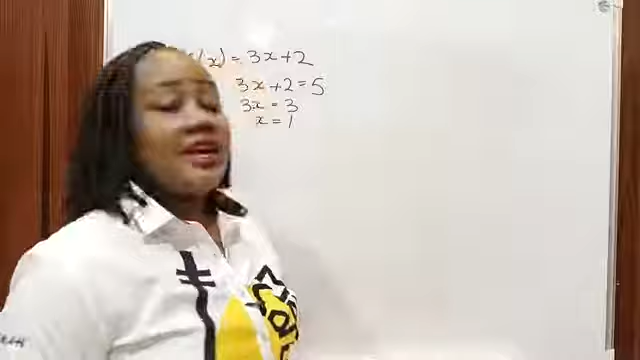 (x) = 3x+2
3x+2=5
3x = 3
x = 1